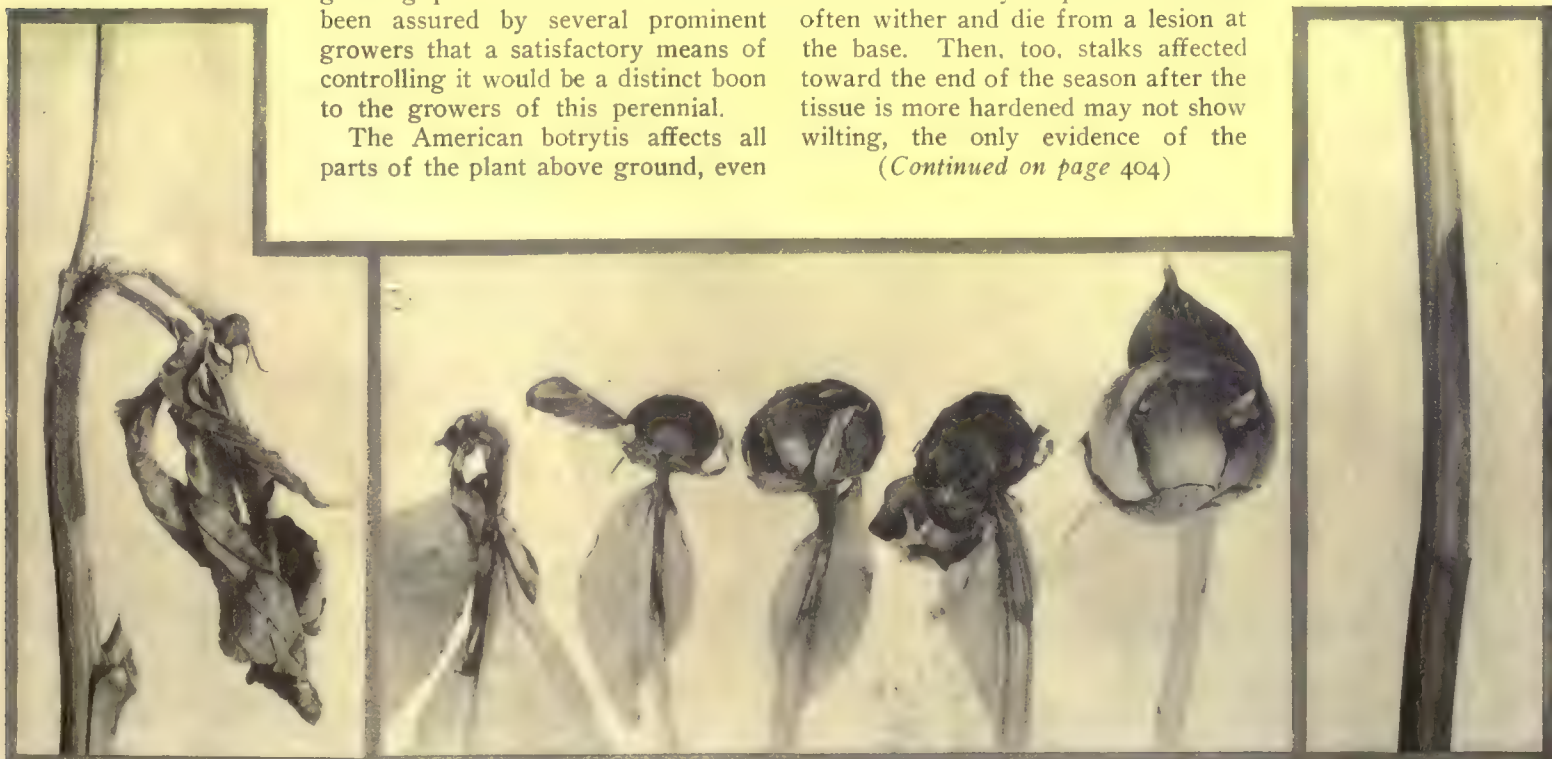 been assured by several prominent
growers that a satisfactory means of
controlling it would be a distinct boon
to the growers of this perennial.
The American botrytis affects all
parts of the plant above ground, even
often wither and die from a lesion at
the base. Then, too, stalks affected
toward the end of the season after the
tissue is more hardened may not show
wilting, the only evidence of the
(Continued on page 404)